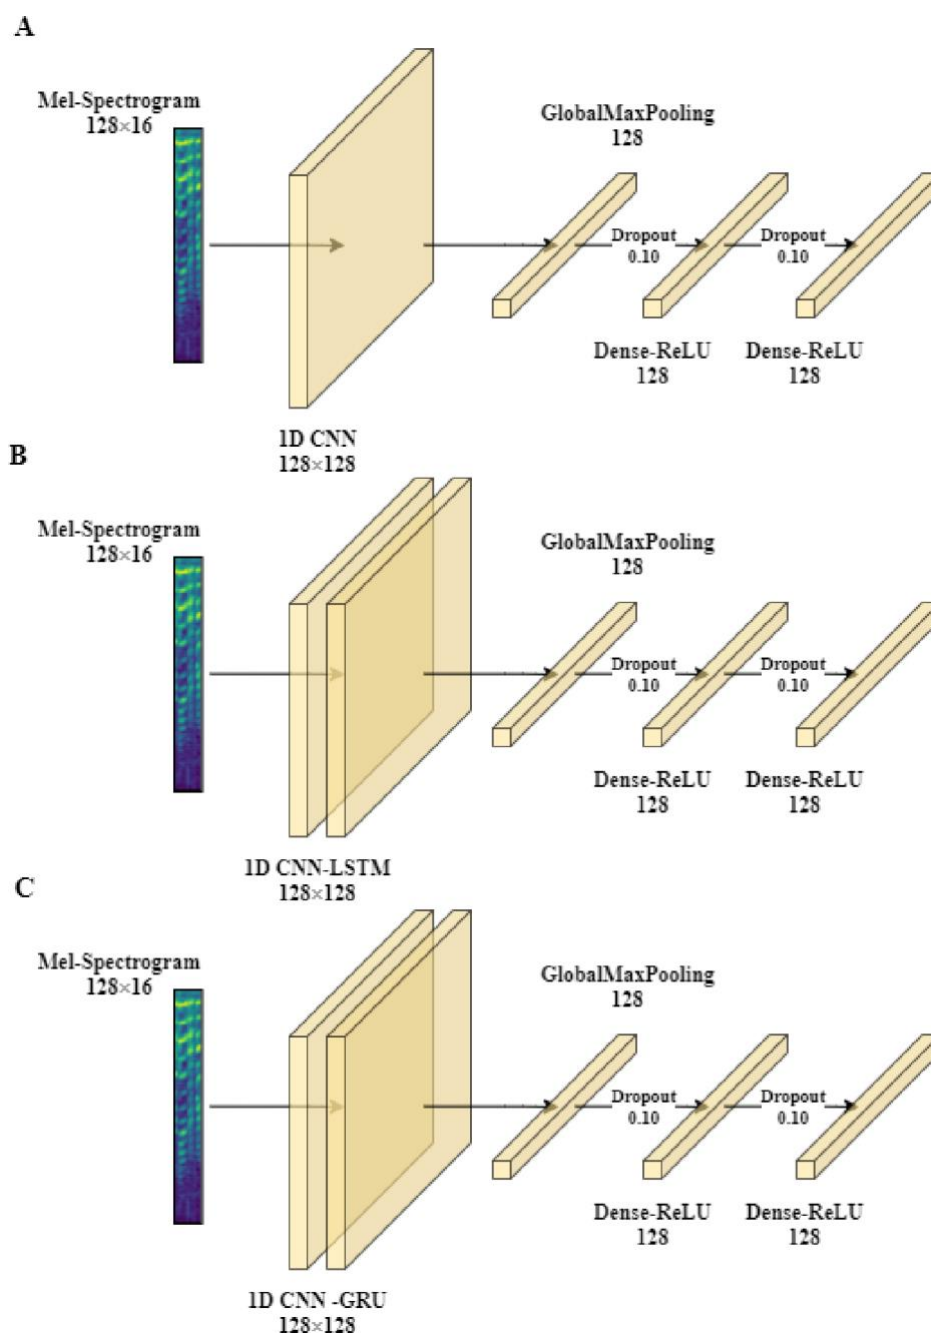 A
Mel-Spectrogram
128×16
GlobalMaxPooling
128
Dropout
0.10
Dropout
0.10
Dense-ReLU
128
Dense-ReLU
128
1D CNN
128×128
B
Mel-Spectrogram
128×16
GlobalMaxPooling
128
Dropout
0.10
Dropout
0.10
Dense-ReLU
128
Dense-ReLU
128
1D CNN-LSTM
128×128
C
Mel-Spectrogram
128×16
GlobalMaxPooling
128
Dropout
0.10
Dropout
0.10
Dense-ReLU
128
Dense-ReLU
128
1D CNN -GRU
128×128